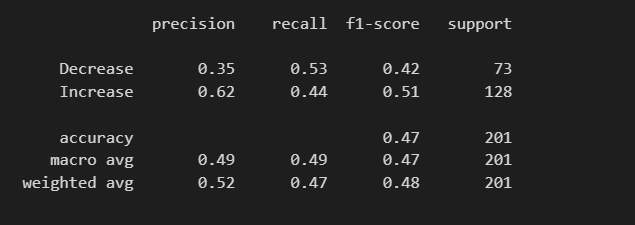 precision recall f1-score support
Decrease 0.35 0.53 0.42 73
Increase 0.62 0.44 0.51 128
accuracy 0.47 201
macro avg 0.49 0.49 0.47 201
weighted avg 0.52 0.47 0.48 201